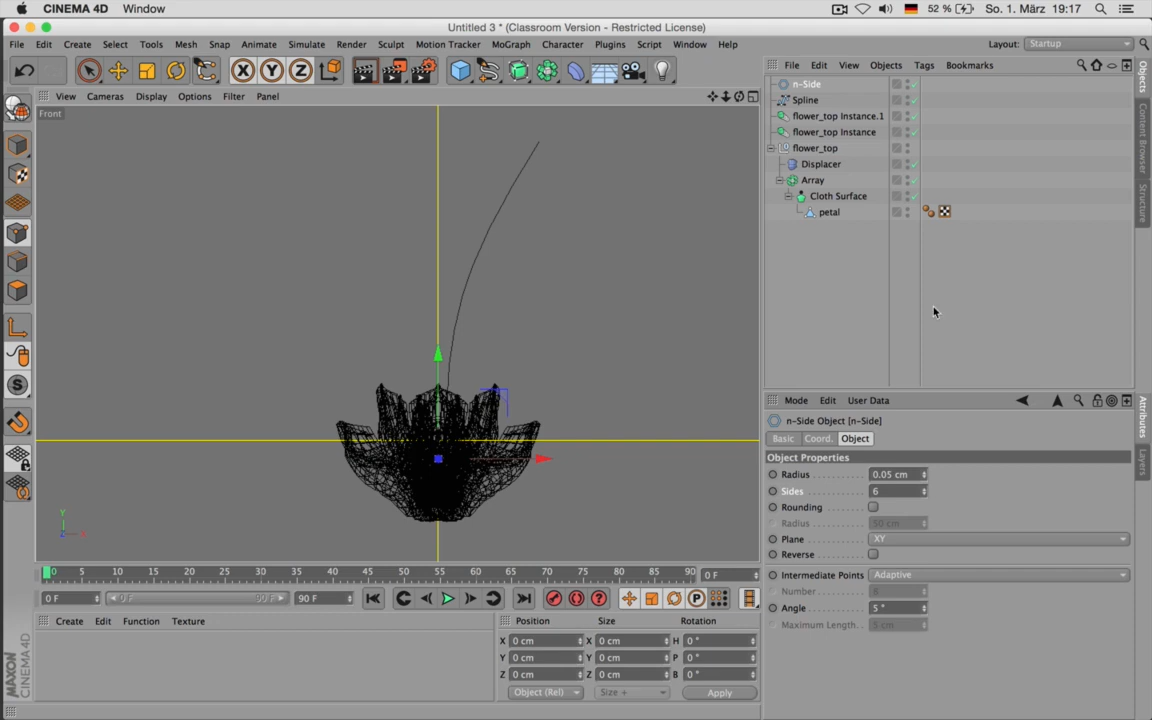 CINEMA 4D Window 52 % So. 1. März 19:17
Untitled 3 * (Classroom Version - Restricted License)
File Edit Create Select Tools Mesh Snap Animate Simulate Render Sculpt Motion Tracker MoGraph Character Plugins Script Window Help Layout: Startup
X Y Z
File Edit View Objects Tags Bookmarks
Objects
Content Browser
Structure
View Cameras Display Options Filter Panel
Front
n-Side
Spline
flower_top Instance.1
flower_top Instance
flower_top
Displacer
Array
Cloth Surface
petal
Mode Edit User Data
Attributes
Layers
n-Side Object [n-Side]
Basic Coord. Object
Object Properties
Radius 0.05 cm
Sides 6
Rounding
Radius 50 cm
Plane XY
Reverse
Intermediate Points Adaptive
Number 8
Angle 5 °
Maximum Length 5 cm
Y
Z
0 5 10 15 20 25 30 35 40 45 50 55 60 65 70 75 80 85 90 0 F
0 F 0 F 90 F 90 F
P
S
Create Edit Function Texture
Position Size Rotation
X 0 cm X 0 cm H 0 °
Y 0 cm Y 0 cm P 0 °
Z 0 cm Z 0 cm B 0 °
Object (Rel) Size + Apply
MAXON
CINEMA 4D